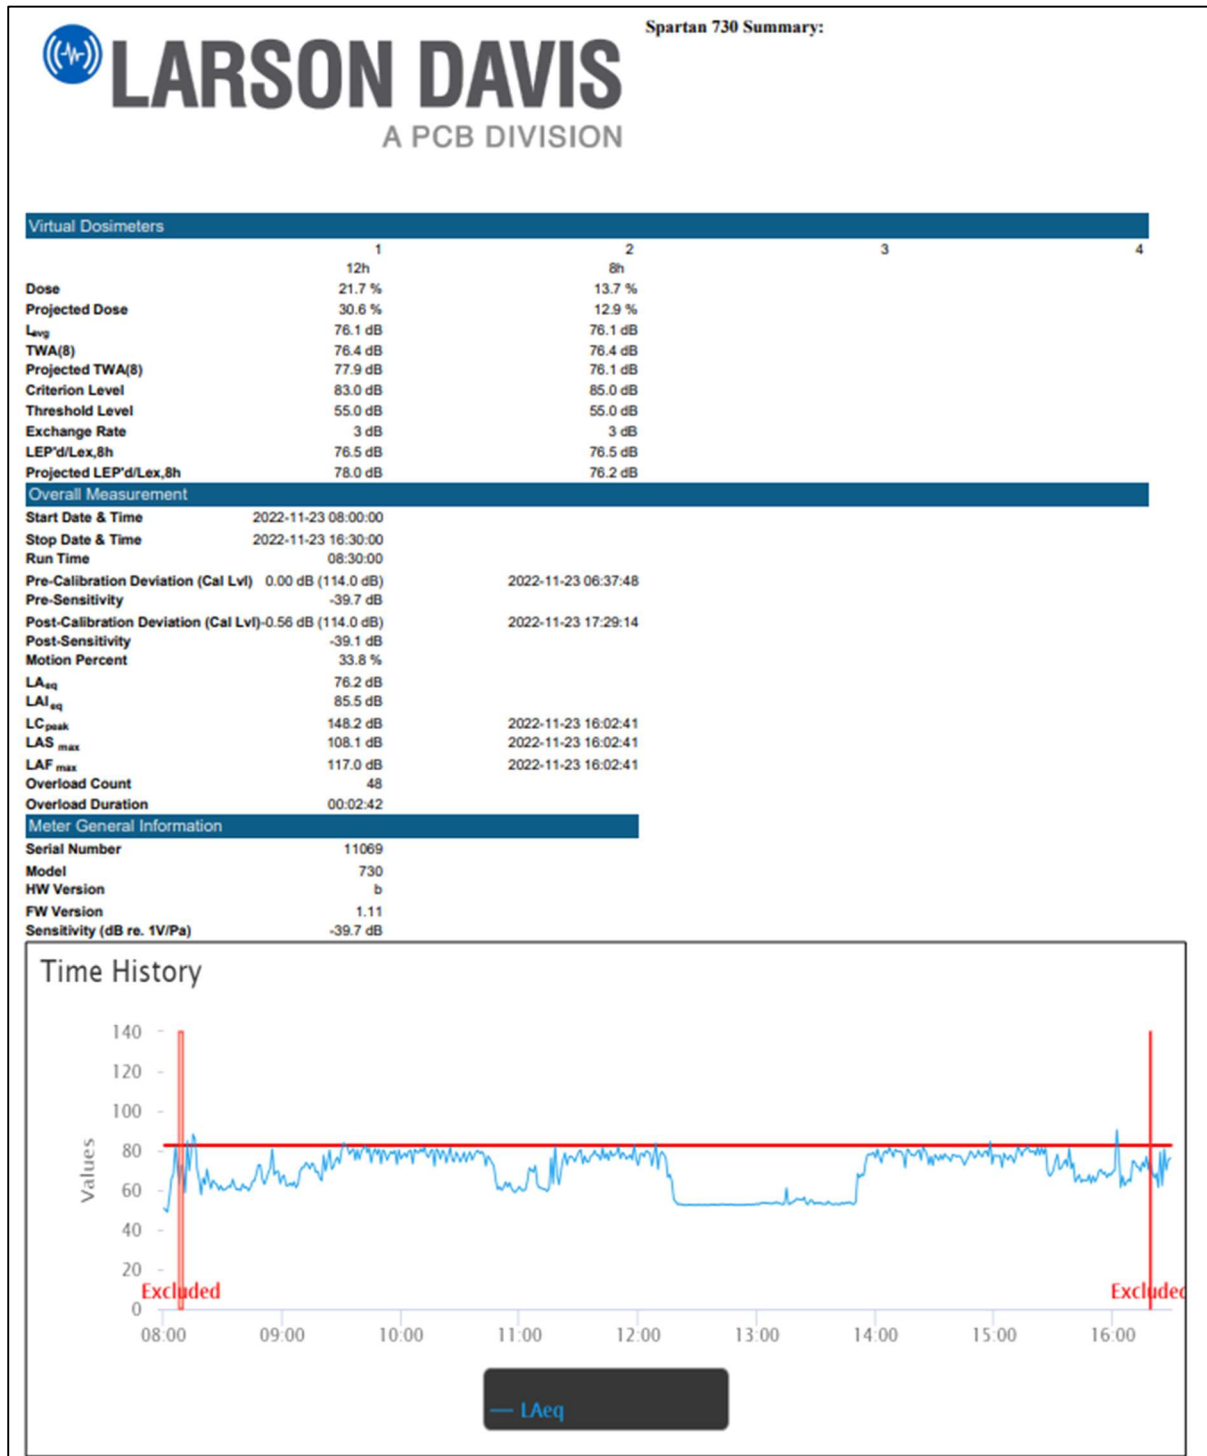 Spartan 730 Summary:
LARSON DAVIS
A PCB DIVISION
Virtual Dosimeters
1 2 3 4
12h 8h
Dose 21.7 % 13.7 %
Projected Dose 30.6 % 12.9 %
Lavg 76.1 dB 76.1 dB
TWA(8) 76.4 dB 76.4 dB
Projected TWA(8) 77.9 dB 76.1 dB
Criterion Level 83.0 dB 85.0 dB
Threshold Level 55.0 dB 55.0 dB
Exchange Rate 3 dB 3 dB
LEP'd/Lex,8h 76.5 dB 76.5 dB
Projected LEP'd/Lex,8h 78.0 dB 76.2 dB
Overall Measurement
Start Date & Time 2022-11-23 08:00:00
Stop Date & Time 2022-11-23 16:30:00
Run Time 08:30:00
Pre-Calibration Deviation (Cal Lvl) 0.00 dB (114.0 dB) 2022-11-23 06:37:48
Pre-Sensitivity -39.7 dB
Post-Calibration Deviation (Cal Lvl)-0.56 dB (114.0 dB) 2022-11-23 17:29:14
Post-Sensitivity -39.1 dB
Motion Percent 33.8 %
LAeq 76.2 dB
LAIeq 85.5 dB
LCpeak 148.2 dB 2022-11-23 16:02:41
LAS max 108.1 dB 2022-11-23 16:02:41
LAF max 117.0 dB 2022-11-23 16:02:41
Overload Count 48
Overload Duration 00:02:42
Meter General Information
Serial Number 11069
Model 730
HW Version b
FW Version 1.11
Sensitivity (dB re. 1V/Pa) -39.7 dB
Time History
140
120
100
80
60
40
20
0
Values
Excluded Excluded
08:00 09:00 10:00 11:00 12:00 13:00 14:00 15:00 16:00
LAeq